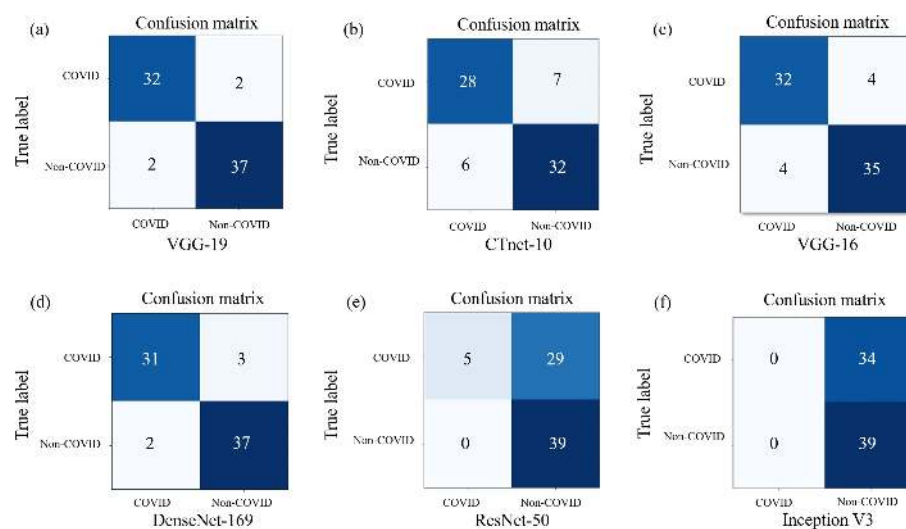 (a)
Confusion matrix
True label
COVID
32
2
Non-COVID
2
37
COVID
Non-COVID
VGG-19
(b)
Confusion matrix
True label
COVID
28
7
Non-COVID
6
32
COVID
Non-COVID
CTnet-10
(c)
Confusion matrix
True label
COVID
32
4
Non-COVID
4
35
COVID
Non-COVID
VGG-16
(d)
Confusion matrix
True label
COVID
31
3
Non-COVID
2
37
COVID
Non-COVID
DenseNet-169
(e)
Confusion matrix
True label
COVID
5
29
Non-COVID
0
39
COVID
Non-COVID
ResNet-50
(f)
Confusion matrix
True label
COVID
0
34
Non-COVID
0
39
COVID
Non-COVID
Inception V3